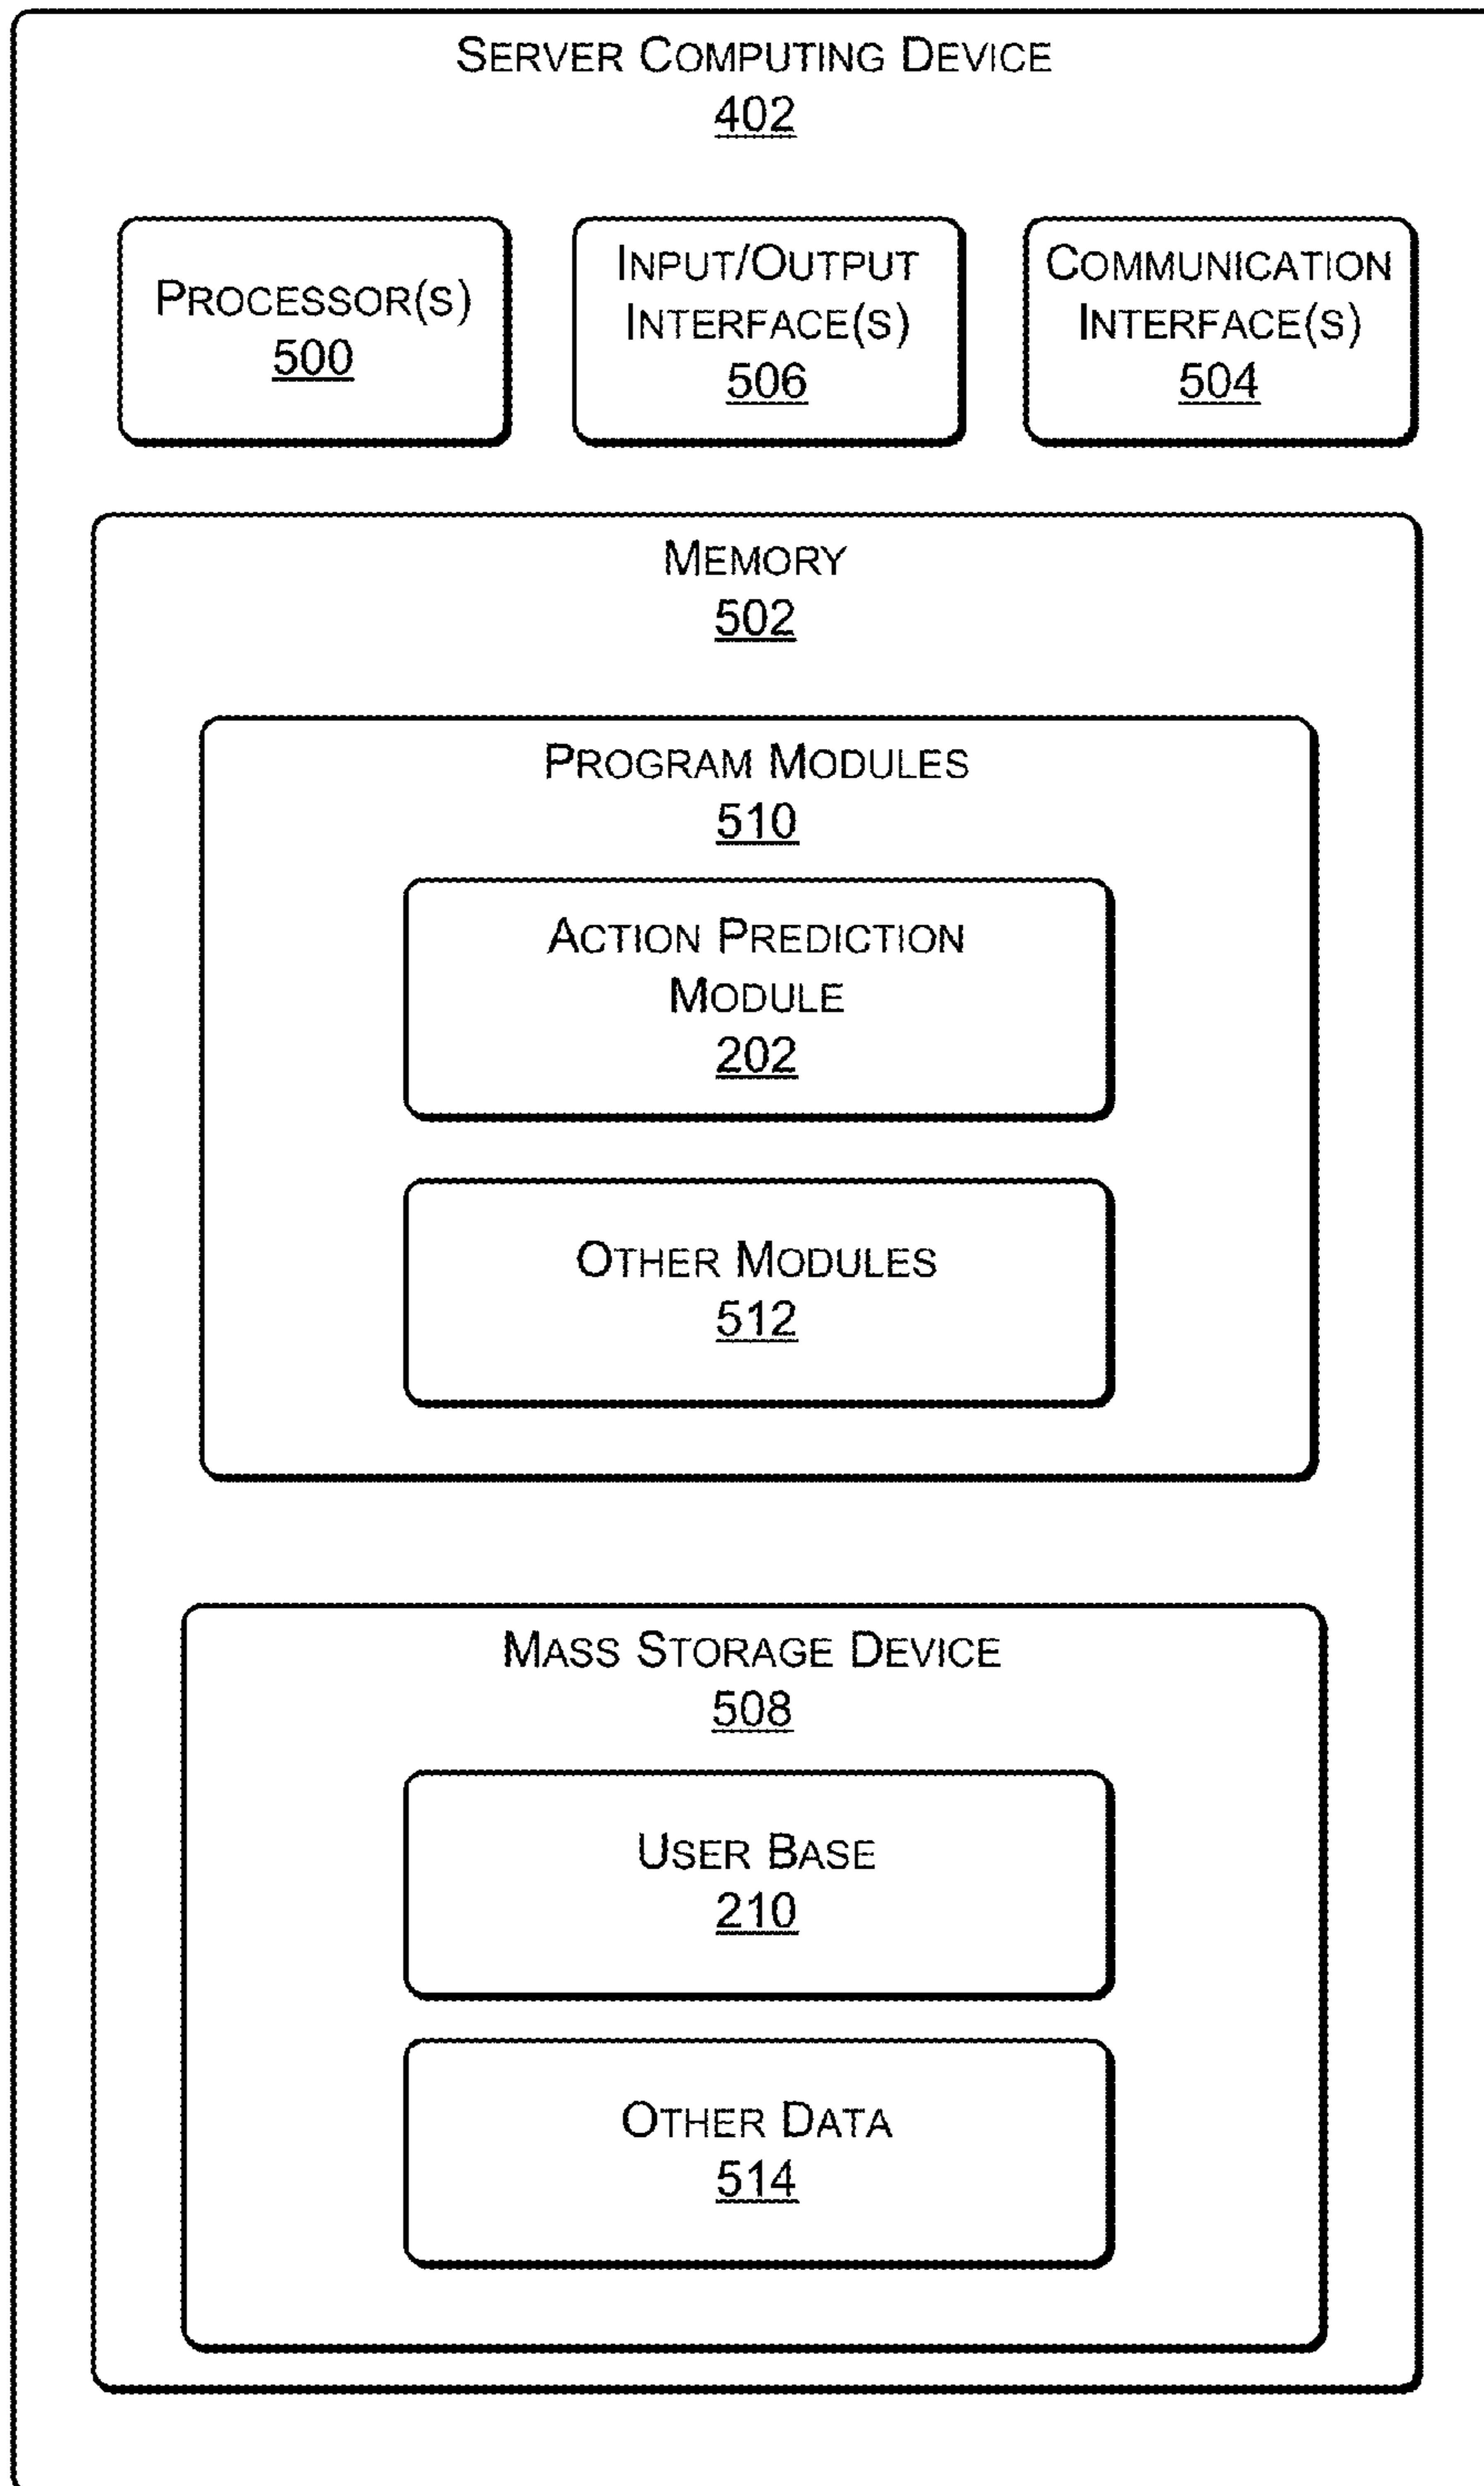 SERVER COMPUTING DEVICE
402
PROCESSOR(S)
500
INPUT/OUTPUT
INTERFACE(S)
506
COMMUNICATION
INTERFACE(S)
504
MEMORY
502
PROGRAM MODULES
510
ACTION PREDICTION
MODULE
202
OTHER MODULES
512
MASS STORAGE DEVICE
508
USER BASE
210
OTHER DATA
514